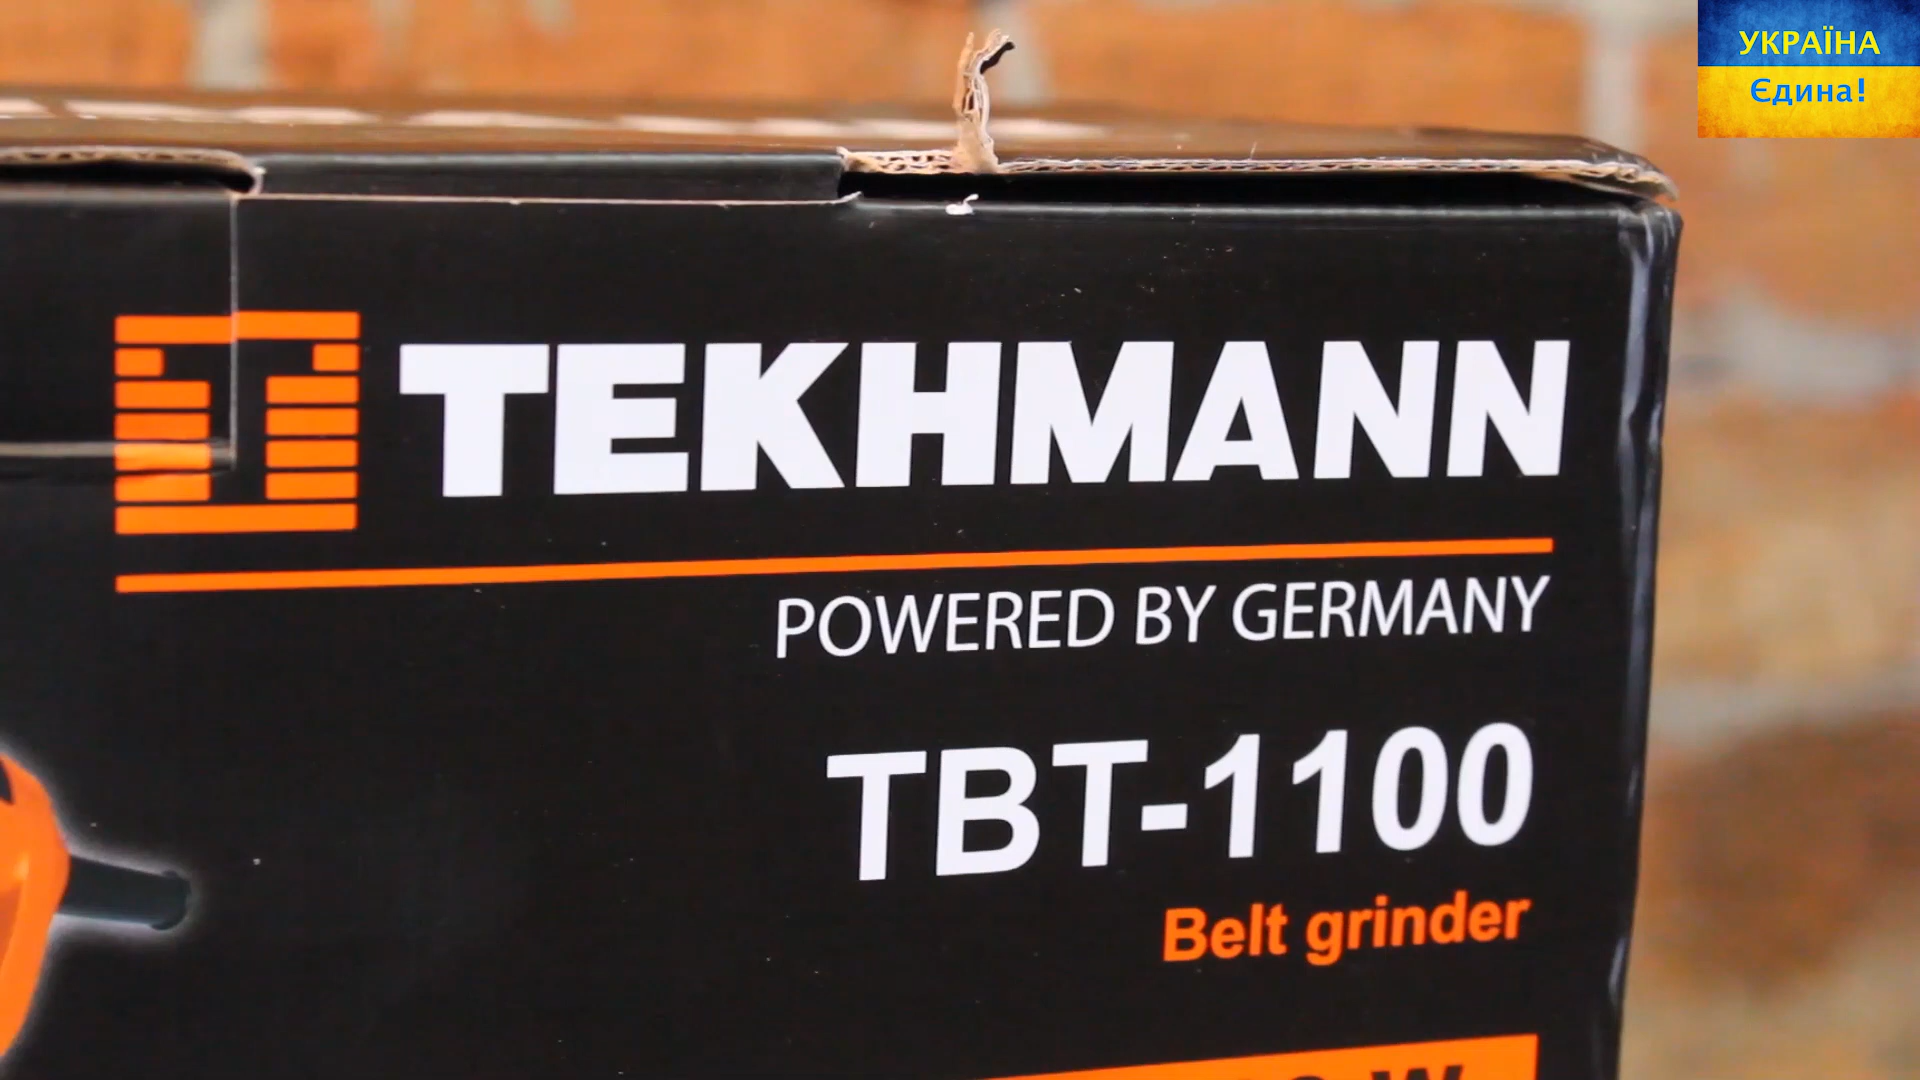 УКРАЇНА
Єдина!
TEKHMANN
POWERED BY GERMANY
TBT-1100
Belt grinder